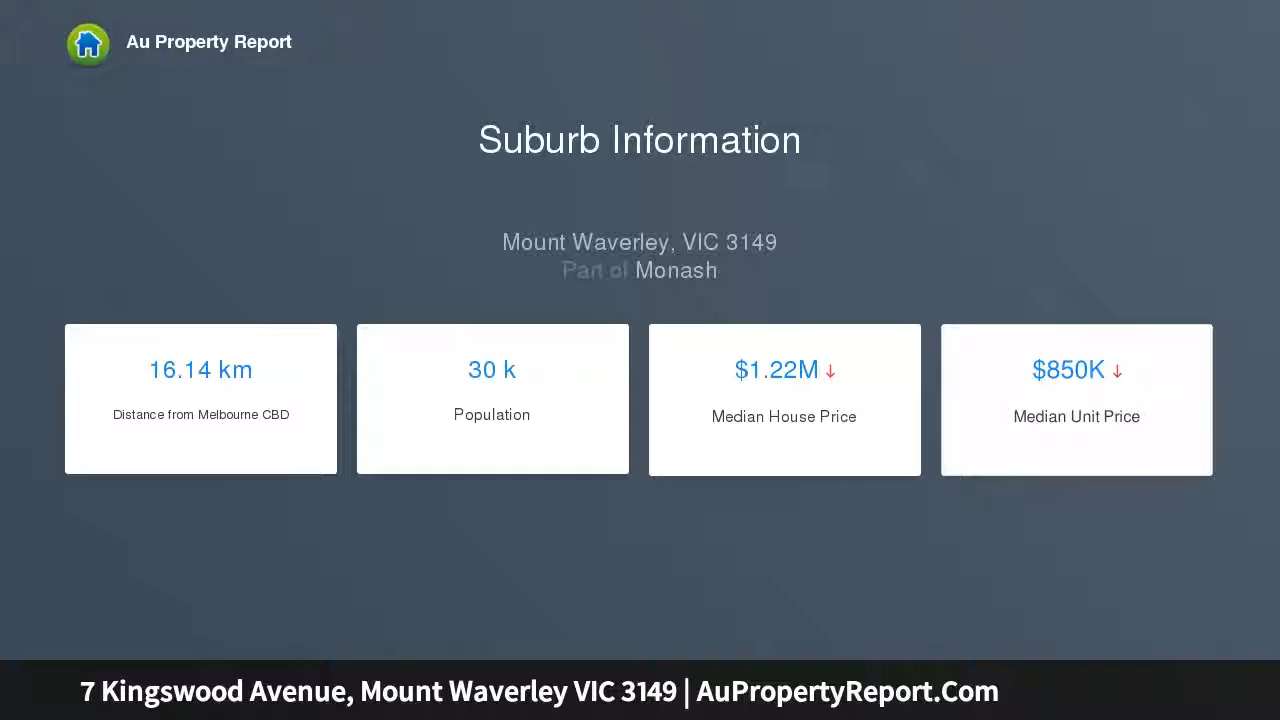 Au Property Report
Suburb Information
Mount Waverley, VIC 3149
Part of Monash
16.14 km
Distance from Melbourne CBD
30 k
Population
$1.22M ↓
Median House Price
$850K ↓
Median Unit Price
7 Kingswood Avenue, Mount Waverley VIC 3149 | AuPropertyReport.Com